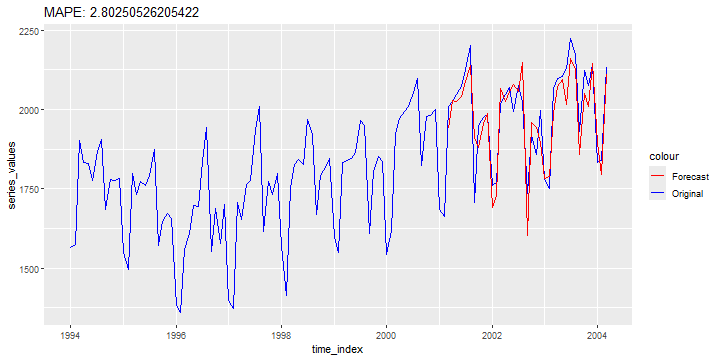 MAPE: 2.80250526205422
2250
2000
1750
1500
series_values
1994
1996
1998
2000
2002
2004
time_index
colour
Forecast
Original